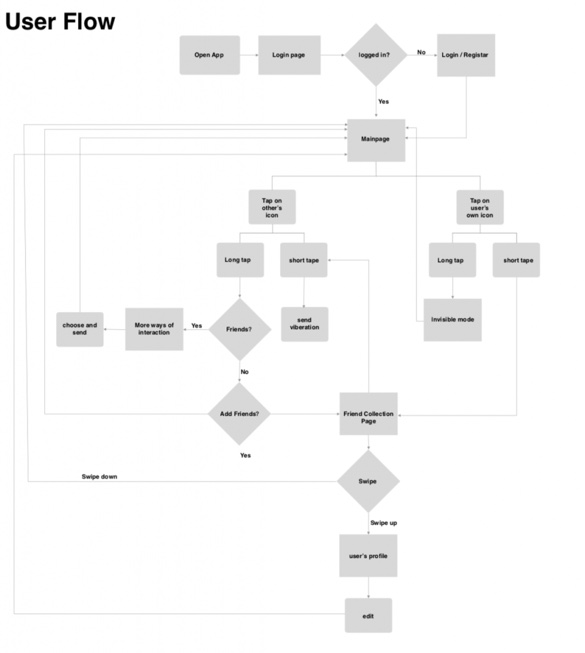 User Flow
Open App
Login page
logged in?
No
Login / Registar
Yes
Mainpage
Tap on
other's
icon
Tap on
user's
own icon
Long tap
short tape
Long tap
short tape
choose and
send
More ways of
interaction
Yes
Friends?
send
viberation
Invisible mode
No
Add Friends?
Friend Collection
Page
Yes
Swipe down
Swipe
Swipe up
user's profile
edit